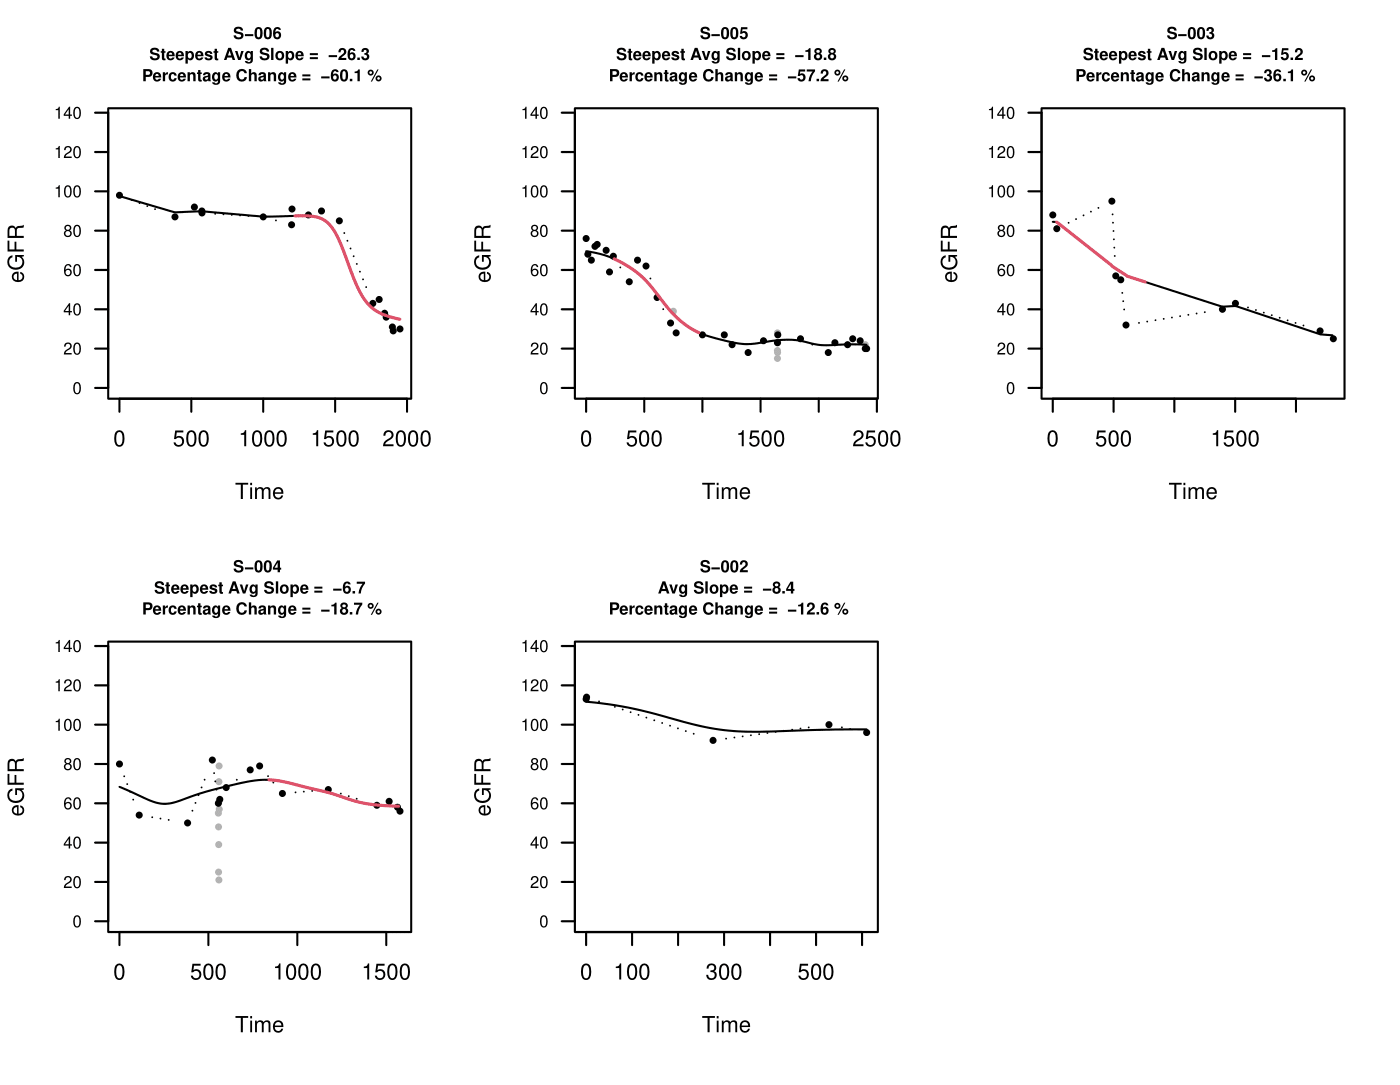 S−006
Steepest Avg Slope = −26.3
Percentage Change = −60.1 %
140
120
100
80
60
40
20
0
eGFR
0 500 1000 1500 2000
Time
S−005
Steepest Avg Slope = −18.8
Percentage Change = −57.2 %
140
120
100
80
60
40
20
0
eGFR
0 500 1500 2500
Time
S−003
Steepest Avg Slope = −15.2
Percentage Change = −36.1 %
140
120
100
80
60
40
20
0
eGFR
0 500 1500
Time
S−004
Steepest Avg Slope = −6.7
Percentage Change = −18.7 %
140
120
100
80
60
40
20
0
eGFR
0 500 1000 1500
Time
S−002
Avg Slope = −8.4
Percentage Change = −12.6 %
140
120
100
80
60
40
20
0
eGFR
0 100 300 500
Time